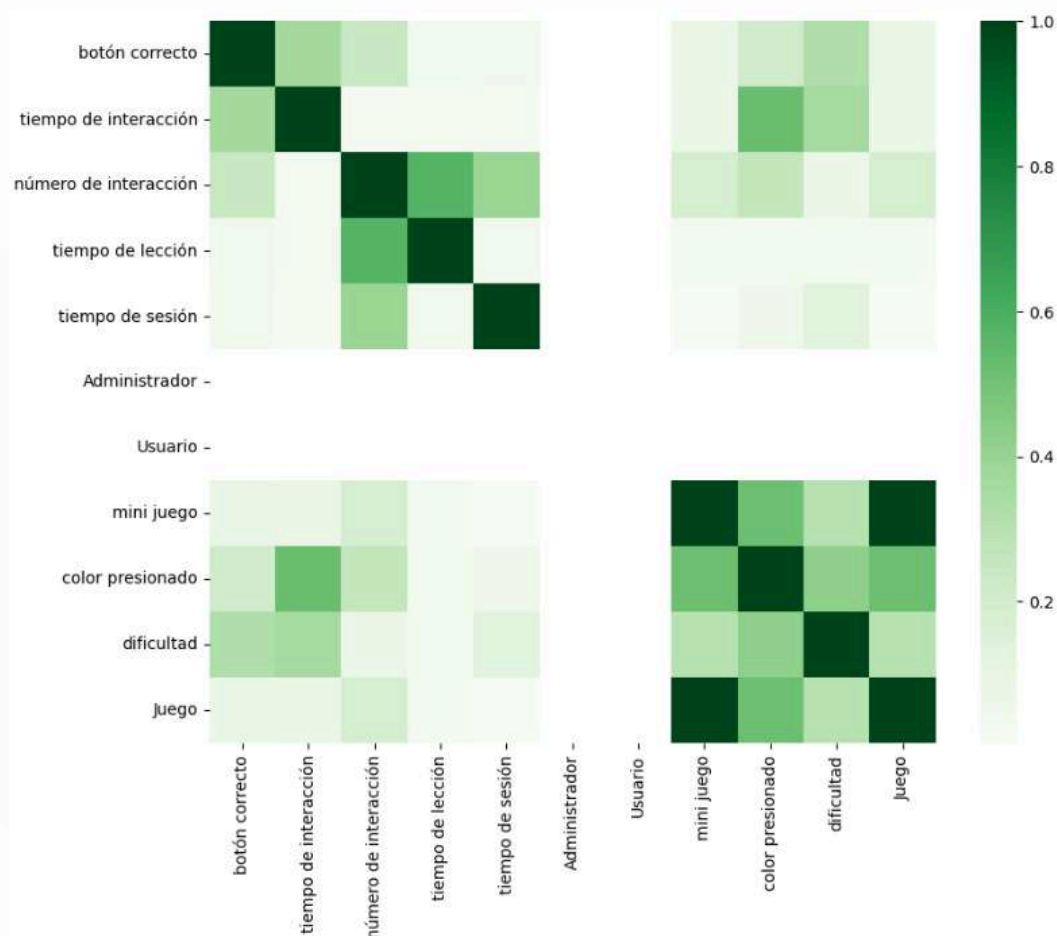 botón correcto
tiempo de interacción
número de interacción
tiempo de lección
tiempo de sesión
Administrador
Usuario
mini juego
color presionado
dificultad
Juego
1.0
0.8
0.6
0.4
0.2
botón correcto
tiempo de interacción
número de interacción
tiempo de lección
tiempo de sesión
Administrador
Usuario
mini juego
color presionado
dificultad
Juego